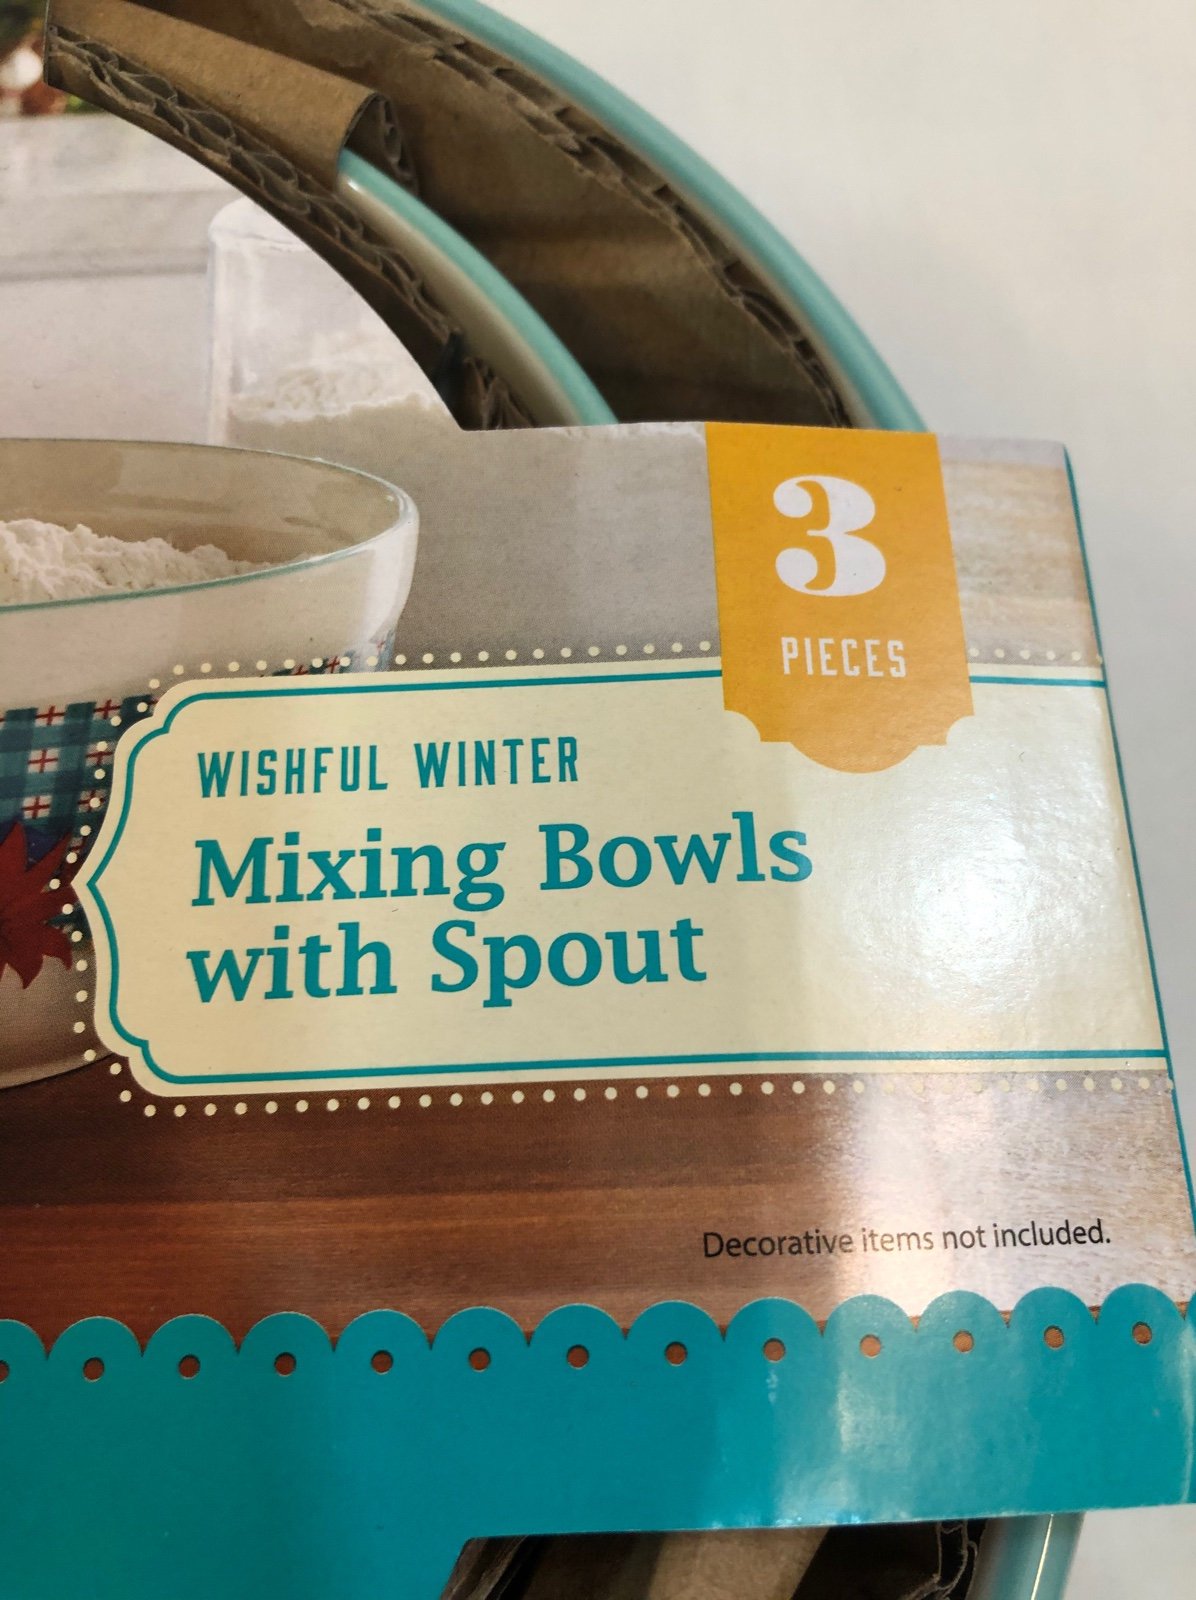 3
PIECES
WISHFUL WINTER
Mixing Bowls
with Spout
Decorative items not included.